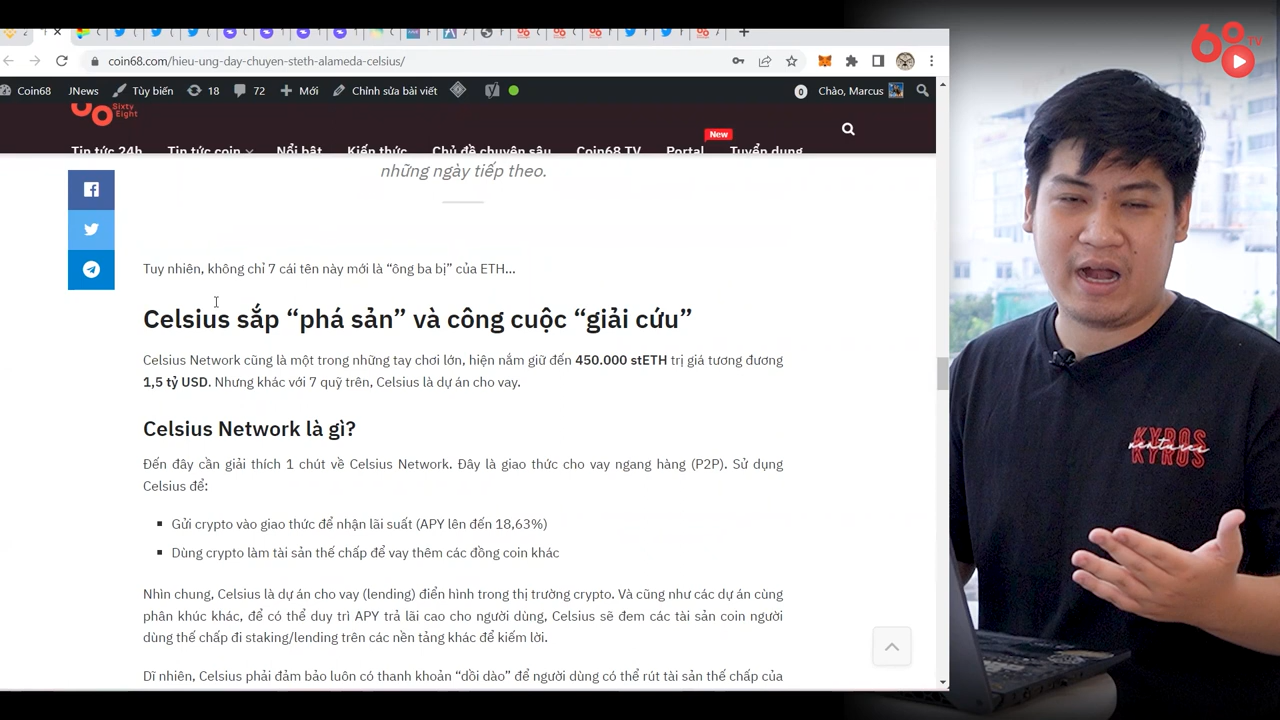 coin68.com/hieu-ung-day-chuyen-steth-alameda-celsius/
Coin68 JNews Tùy biến 18 72 Mới Chỉnh sửa bài viết 0 Chào, Marcus
Sixty
Eight
New
Tin tức 24h Tin tức coin Nổi bật Kiến thức Chủ đề chuyên sâu Coin68 TV Portal Tuyển dụng
những ngày tiếp theo.
Tuy nhiên, không chỉ 7 cái tên này mới là “ông ba bị” của ETH…
Celsius sắp “phá sản” và công cuộc “giải cứu”
Celsius Network cũng là một trong những tay chơi lớn, hiện nắm giữ đến 450.000 stETH trị giá tương đương
1,5 tỷ USD. Nhưng khác với 7 quỹ trên, Celsius là dự án cho vay.
Celsius Network là gì?
Đến đây cần giải thích 1 chút về Celsius Network. Đây là giao thức cho vay ngang hàng (P2P). Sử dụng
Celsius để:
Gửi crypto vào giao thức để nhận lãi suất (APY lên đến 18,63%)
Dùng crypto làm tài sản thế chấp để vay thêm các đồng coin khác
Nhìn chung, Celsius là dự án cho vay (lending) điển hình trong thị trường crypto. Và cũng như các dự án cùng
phân khúc khác, để có thể duy trì APY trả lãi cao cho người dùng, Celsius sẽ đem các tài sản coin người
dùng thế chấp đi staking/lending trên các nền tảng khác để kiếm lời.
Dĩ nhiên, Celsius phải đảm bảo luôn có thanh khoản “dồi dào” để người dùng có thể rút tài sản thế chấp của
68 TV
KYROS
ventures
KYROS